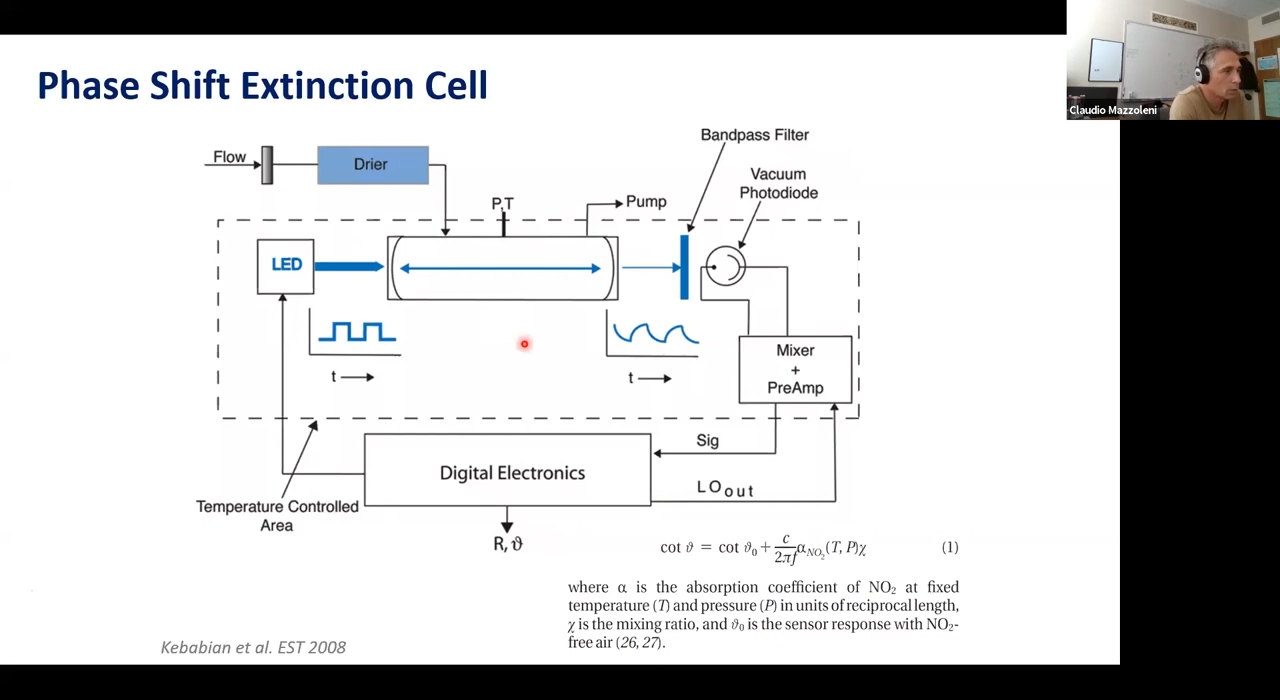 Phase Shift Extinction Cell
Claudio Mazzoleni
Bandpass Filter
Flow
Drier
Vacuum
Photodiode
P,T
Pump
LED
t
t
Mixer
+
PreAmp
Sig
Digital Electronics
LOout
Temperature Controlled
Area
R, ϑ
cot ϑ = cot ϑ₀ + c/2πf α_NO₂(T, P)χ (1)
where α is the absorption coefficient of NO₂ at fixed
temperature (T) and pressure (P) in units of reciprocal length,
χ is the mixing ratio, and ϑ₀ is the sensor response with NO₂-
free air (26, 27).
Kebabian et al. EST 2008